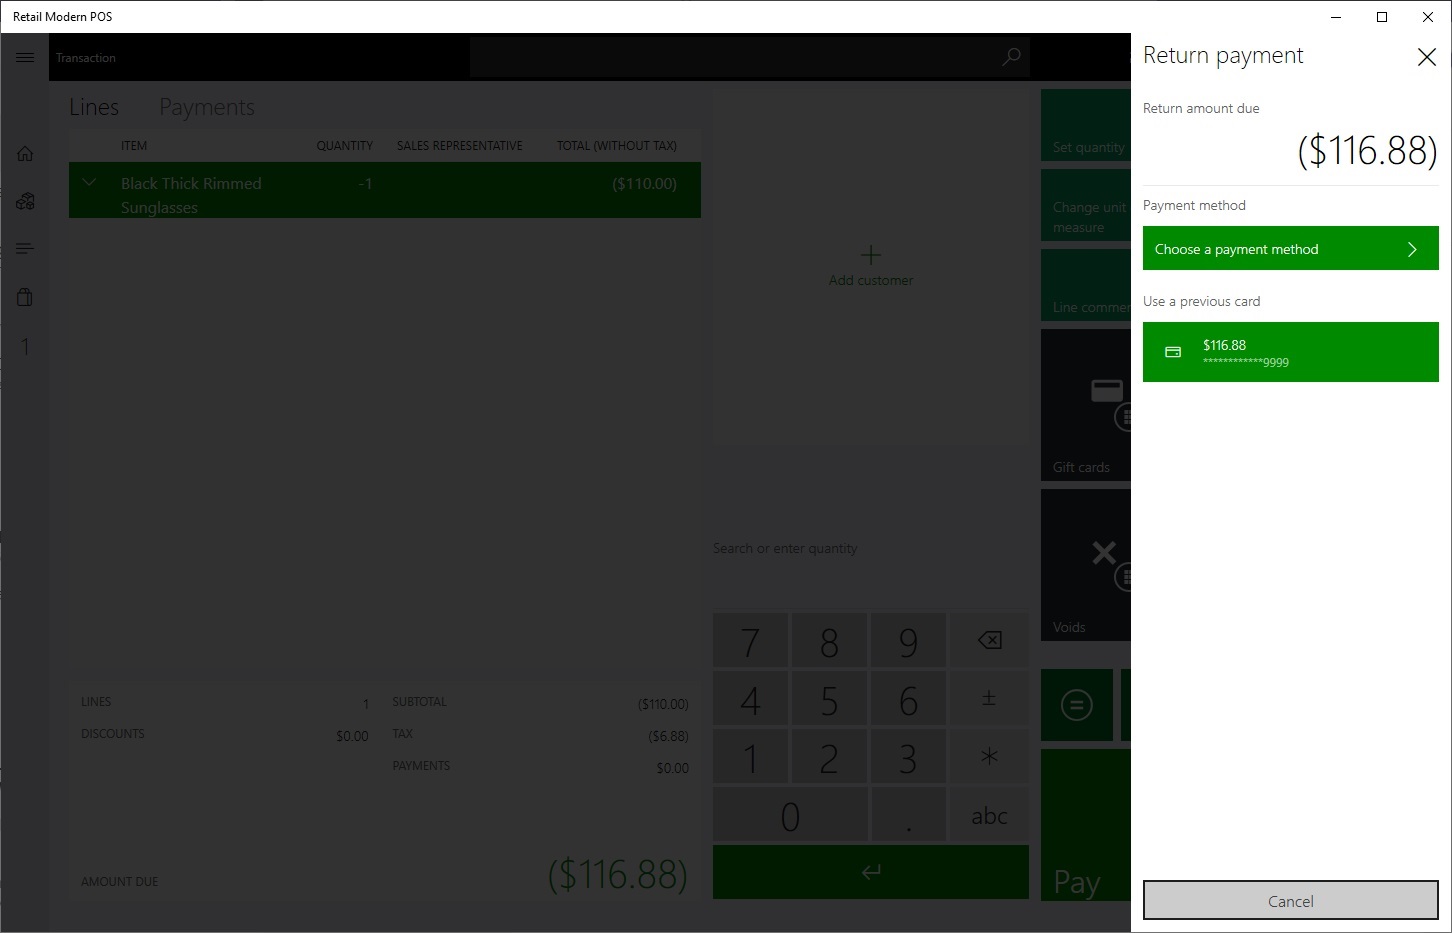 Retail Modern POS
Transaction
Lines Payments
ITEM QUANTITY SALES REPRESENTATIVE TOTAL (WITHOUT TAX)
Black Thick Rimmed -1 ($110.00)
Sunglasses
1
Add customer
Search or enter quantity
7 8 9
4 5 6 ±
1 2 3 *
0 . abc
LINES 1 SUBTOTAL ($110.00)
DISCOUNTS $0.00 TAX ($6.88)
PAYMENTS $0.00
AMOUNT DUE ($116.88)
Set quantity
Change unit
measure
Line commer
Gift cards
Voids
Pay
Return payment
Return amount due
($116.88)
Payment method
Choose a payment method
Use a previous card
$116.88
************9999
Cancel